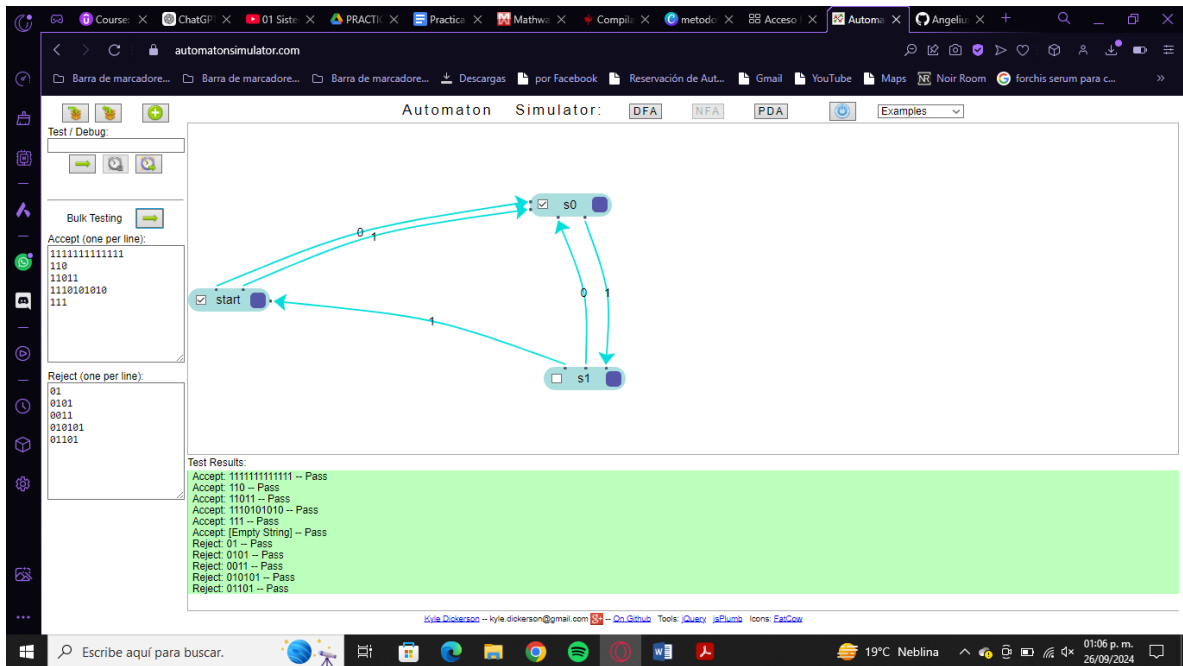 Course: ChatGPT 01 Siste PRACTIC Practica Mathwa Compila metodo Acceso Automa Angeliu
automatonsimulator.com
Barra de marcadore... Barra de marcadore... Barra de marcadore... Descargas por Facebook Reservación de Aut... Gmail YouTube Maps NR Noir Room forchis serum para c... »
Automaton Simulator: DFA NFA PDA Examples
Test / Debug:
Bulk Testing
Accept (one per line):
1111111111111
110
11011
1110101010
111
Reject (one per line):
01
0101
0011
010101
01101
s0
0 1
start
0 1
1
s1
Test Results:
Accept: 1111111111111 -- Pass
Accept: 110 -- Pass
Accept: 11011 -- Pass
Accept: 1110101010 -- Pass
Accept: 111 -- Pass
Accept: [Empty String] -- Pass
Reject: 01 -- Pass
Reject: 0101 -- Pass
Reject: 0011 -- Pass
Reject: 010101 -- Pass
Reject: 01101 -- Pass
Kyle Dickerson -- kyle.dickerson@gmail.com -- On Github Tools: jQuery jsPlumb Icons: FatCow
Escribe aquí para buscar. 19°C Neblina 01:06 p. m.
26/09/2024